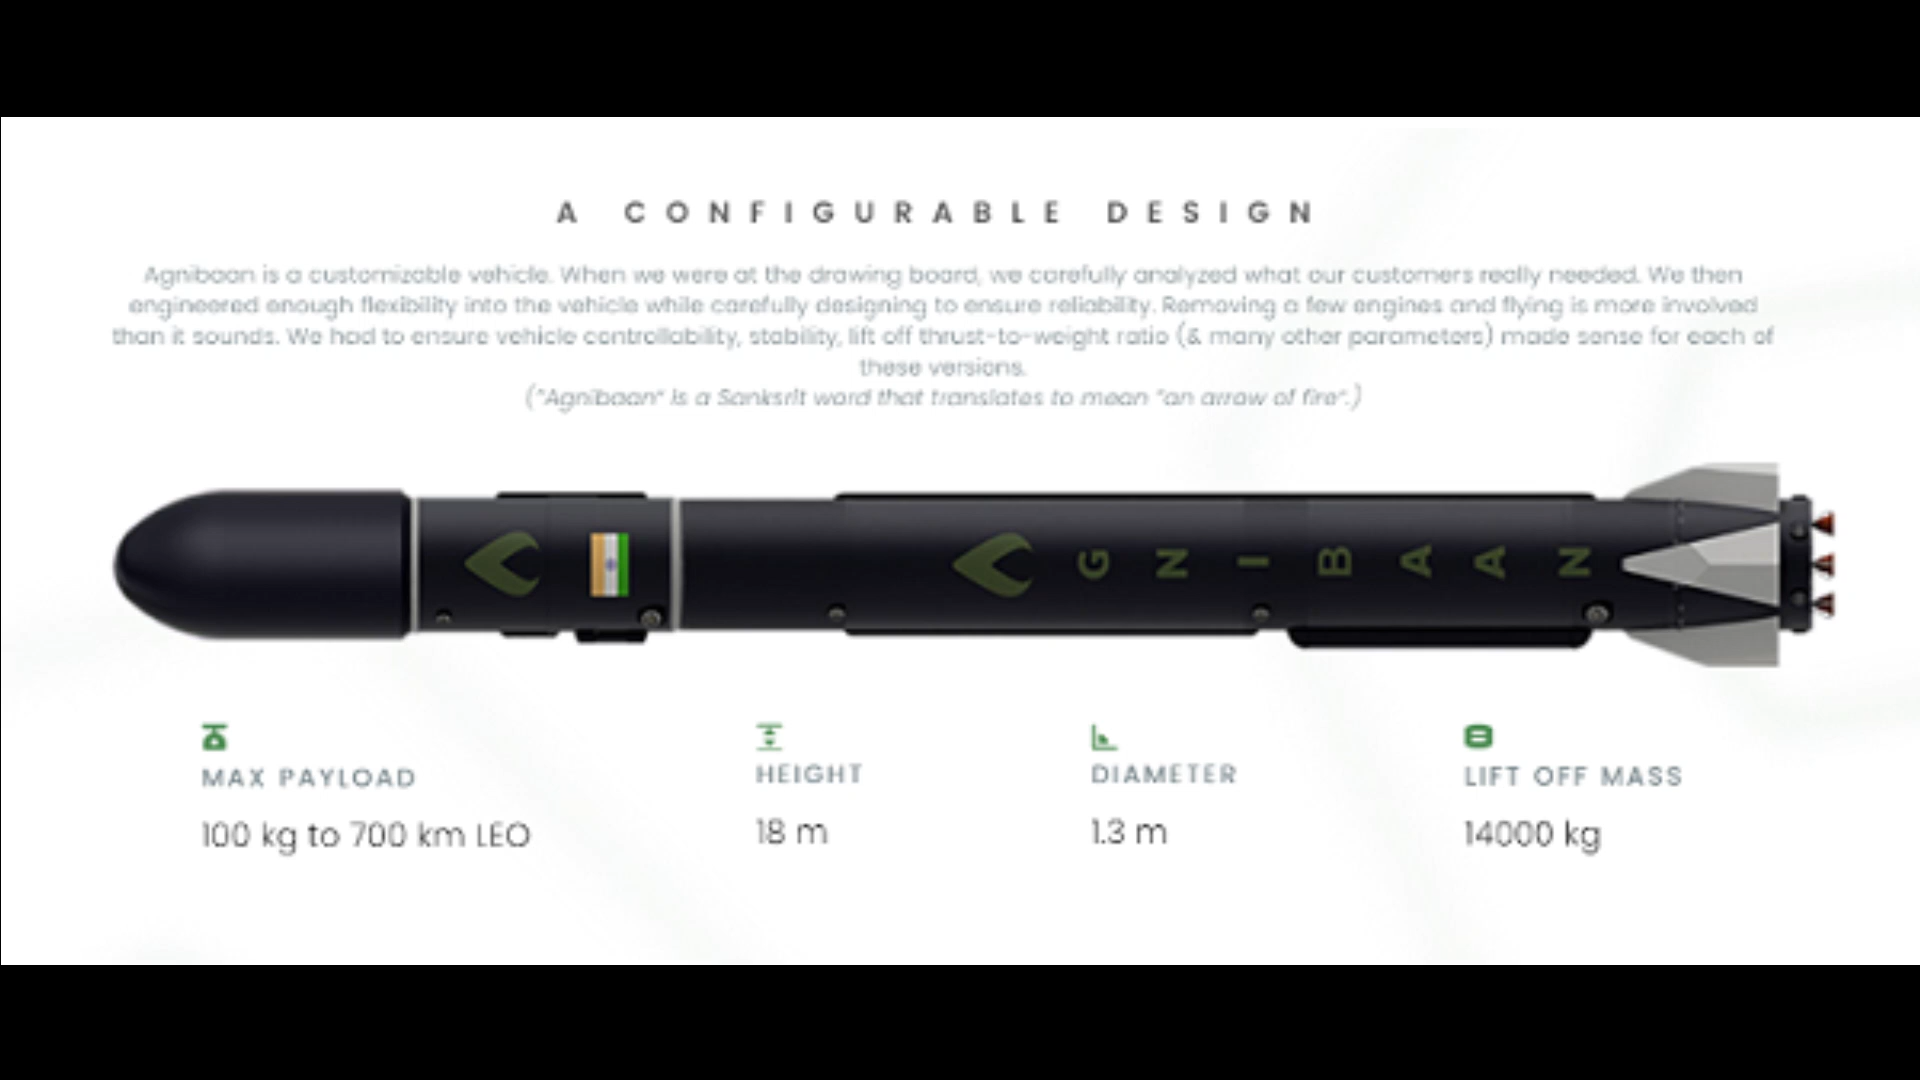 A CONFIGURABLE DESIGN
Agnibaan is a customizable vehicle. When we were at the drawing board, we carefully analyzed what our customers really needed. We then
engineered enough flexibility into the vehicle while carefully designing to ensure reliability. Removing a few engines and flying is more involved
than it sounds. We had to ensure vehicle controllability, stability, lift off thrust-to-weight ratio (& many other parameters) made sense for each of
these versions.
("Agnibaan" is a Sanksrit word that translates to mean "an arrow of fire".)
GNIBAAN
MAX PAYLOAD
100 kg to 700 km LEO
HEIGHT
18 m
DIAMETER
1.3 m
LIFT OFF MASS
14000 kg